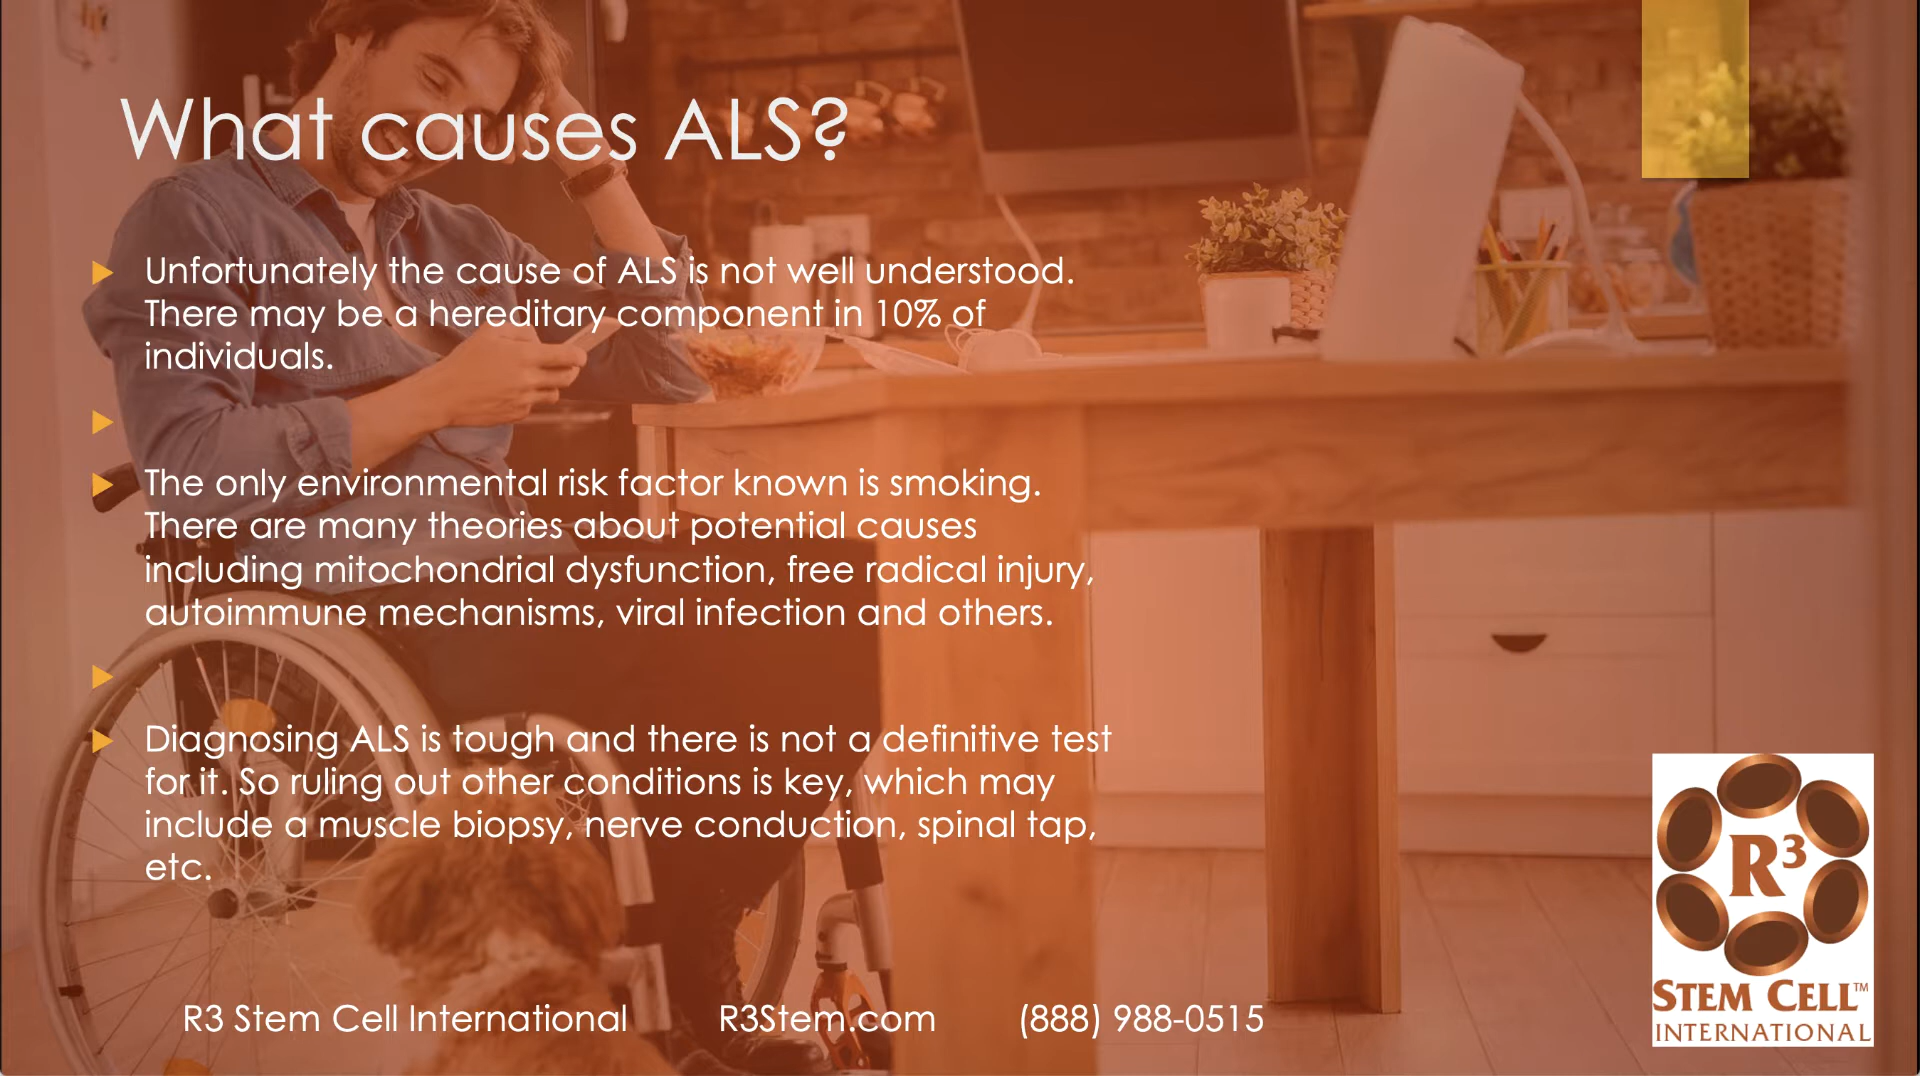 What causes ALS?
Unfortunately the cause of ALS is not well understood.
There may be a hereditary component in 10% of
individuals.
The only environmental risk factor known is smoking.
There are many theories about potential causes
including mitochondrial dysfunction, free radical injury,
autoimmune mechanisms, viral infection and others.
Diagnosing ALS is tough and there is not a definitive test
for it. So ruling out other conditions is key, which may
include a muscle biopsy, nerve conduction, spinal tap,
etc.
R3 Stem Cell International R3Stem.com (888) 988-0515
R³
STEM CELL™
INTERNATIONAL